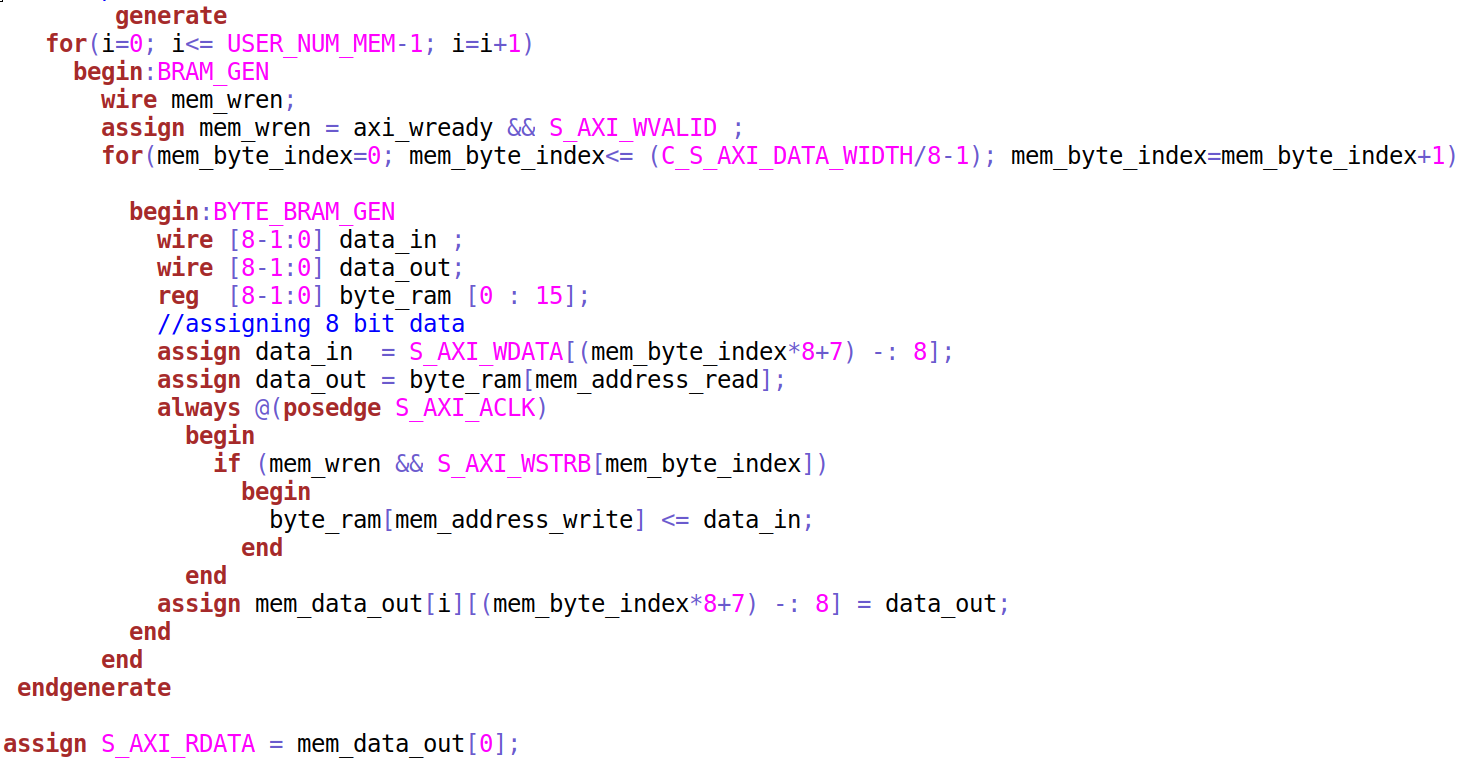 generate
for(i=0; i<= USER_NUM_MEM-1; i=i+1)
begin:BRAM_GEN
wire mem_wren;
assign mem_wren = axi_wready && S_AXI_WVALID ;
for(mem_byte_index=0; mem_byte_index<= (C_S_AXI_DATA_WIDTH/8-1); mem_byte_index=mem_byte_index+1)
begin:BYTE_BRAM_GEN
wire [8-1:0] data_in ;
wire [8-1:0] data_out;
reg  [8-1:0] byte_ram [0 : 15];
//assigning 8 bit data
assign data_in  = S_AXI_WDATA[(mem_byte_index*8+7) -: 8];
assign data_out = byte_ram[mem_address_read];
always @(posedge S_AXI_ACLK)
begin
if (mem_wren && S_AXI_WSTRB[mem_byte_index])
begin
byte_ram[mem_address_write] <= data_in;
end
end
assign mem_data_out[i][(mem_byte_index*8+7) -: 8] = data_out;
end
end
endgenerate
assign S_AXI_RDATA = mem_data_out[0];